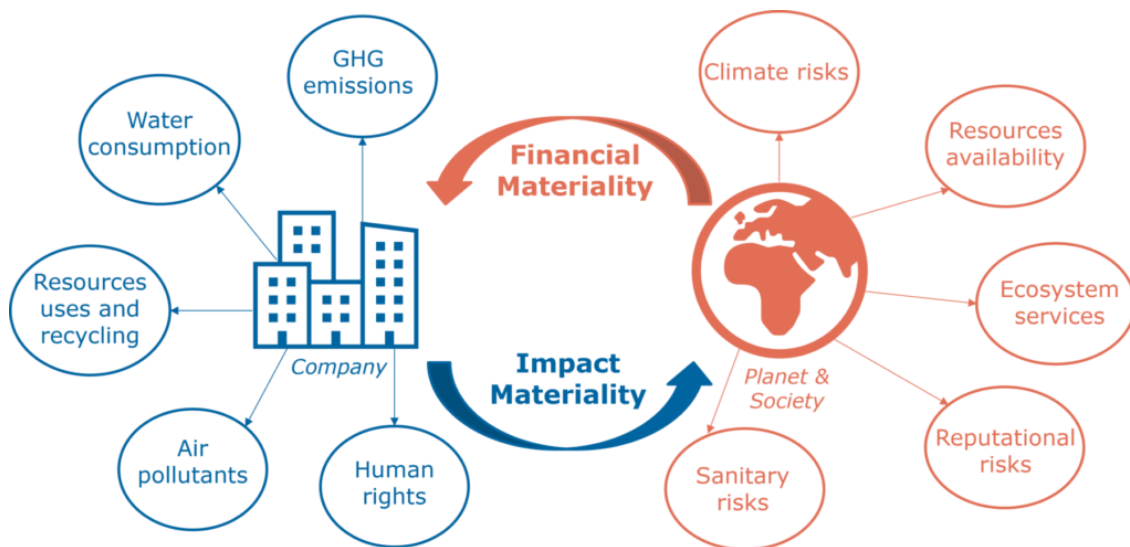 GHG
emissions
Water
consumption
Resources
uses and
recycling
Air
pollutants
Human
rights
Company
Financial
Materiality
Impact
Materiality
Planet &
Society
Climate risks
Resources
availability
Ecosystem
services
Reputational
risks
Sanitary
risks